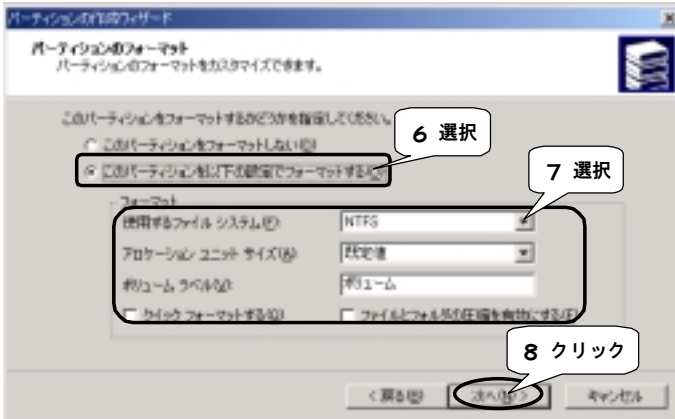 パーティションの作成ウィザード
パーティションのフォーマット
パーティションのフォーマットをカスタマイズできます。
このパーティションをフォーマットするかどうかを指定してください。
6 選択
このパーティションをフォーマットしない(D)
このパーティションを以下の設定でフォーマットする(O)
7 選択
フォーマット
使用するファイル システム(F): NTFS
アロケーション ユニット サイズ(A): 既定値
ボリューム ラベル(V): ボリューム
クイック フォーマットする(Q) ファイルとフォルダの圧縮を有効にする(E)
8 クリック
< 戻る(B) 次へ(N) > キャンセル